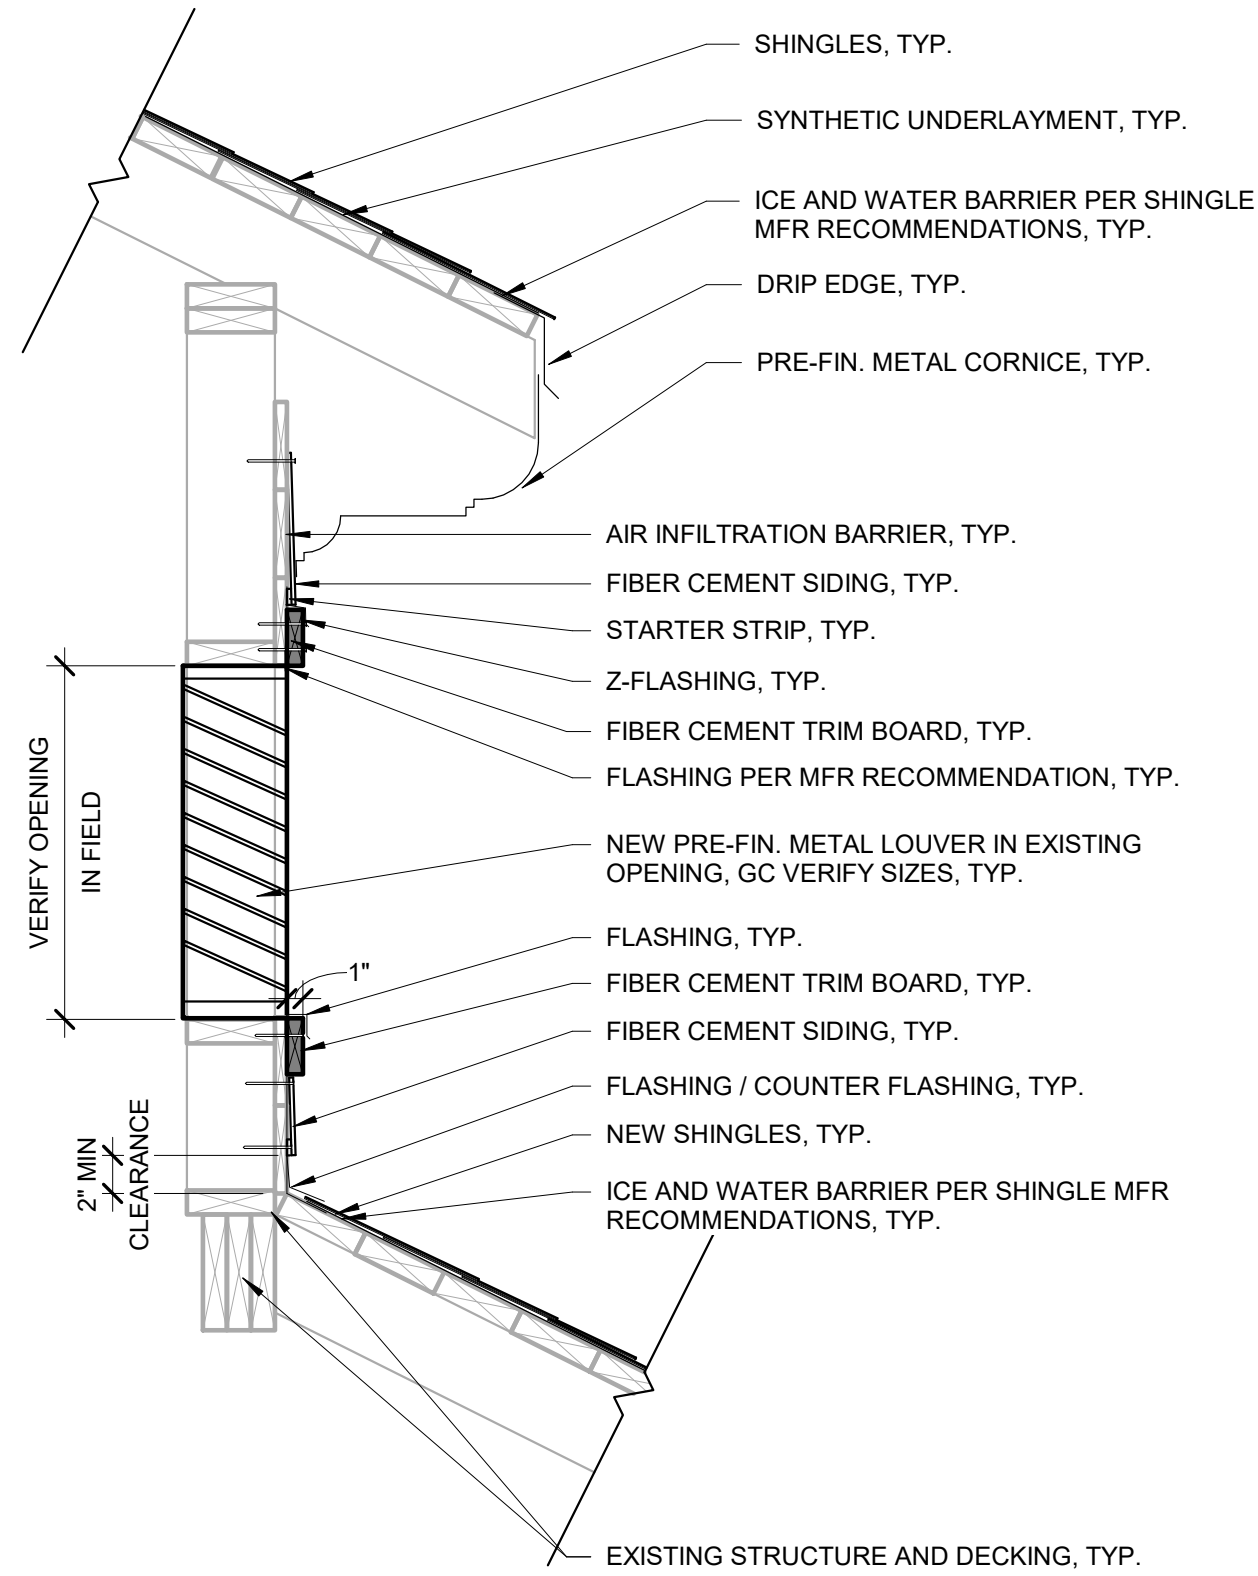 SHINGLES, TYP.
SYNTHETIC UNDERLAYMENT, TYP.
ICE AND WATER BARRIER PER SHINGLE
MFR RECOMMENDATIONS, TYP.
DRIP EDGE, TYP.
PRE-FIN. METAL CORNICE, TYP.
AIR INFILTRATION BARRIER, TYP.
FIBER CEMENT SIDING, TYP.
STARTER STRIP, TYP.
Z-FLASHING, TYP.
FIBER CEMENT TRIM BOARD, TYP.
FLASHING PER MFR RECOMMENDATION, TYP.
VERIFY OPENING
IN FIELD
NEW PRE-FIN. METAL LOUVER IN EXISTING
OPENING, GC VERIFY SIZES, TYP.
FLASHING, TYP.
1"
FIBER CEMENT TRIM BOARD, TYP.
FIBER CEMENT SIDING, TYP.
FLASHING / COUNTER FLASHING, TYP.
2" MIN
CLEARANCE
NEW SHINGLES, TYP.
ICE AND WATER BARRIER PER SHINGLE MFR
RECOMMENDATIONS, TYP.
EXISTING STRUCTURE AND DECKING, TYP.